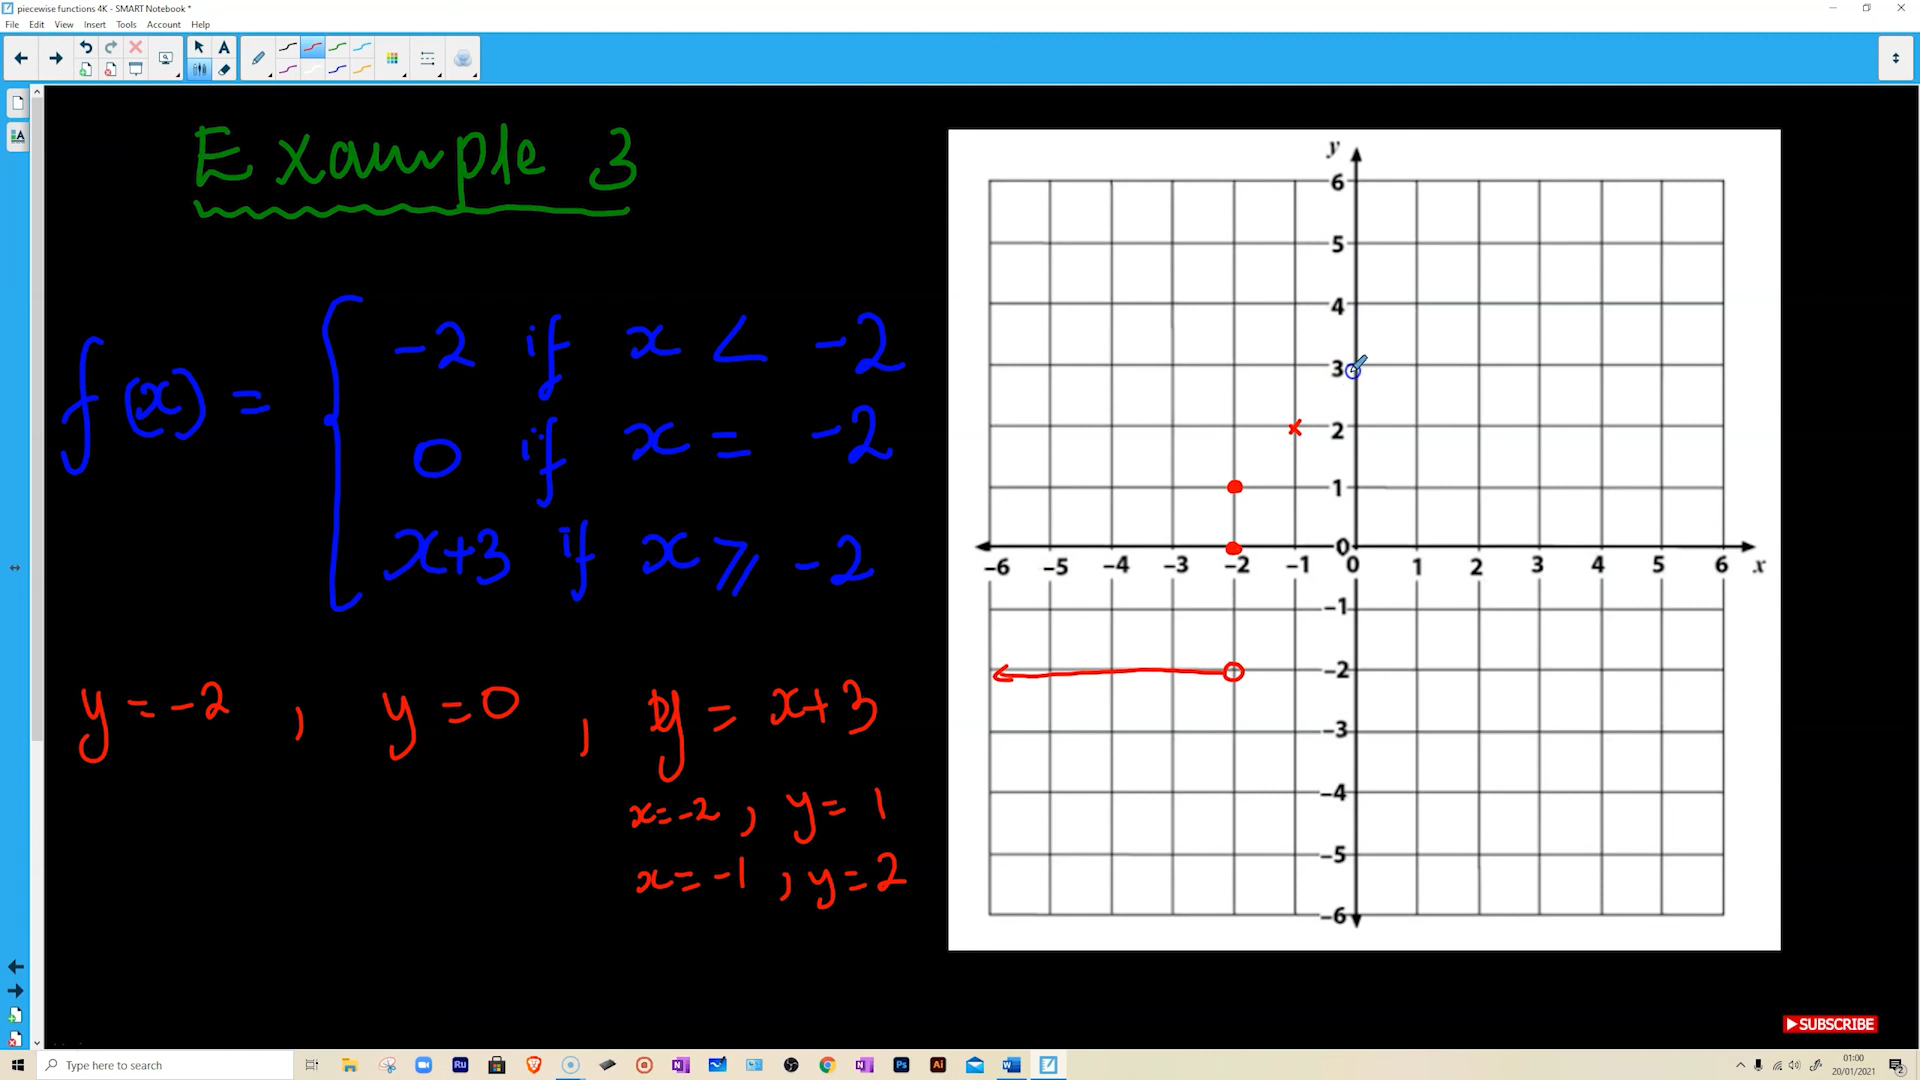 piecewise functions 4K - SMART Notebook *
File Edit View Insert Tools Account Help
Example 3
f(x) =
-2 if x < -2
0 if x = -2
x+3 if x ⩾ -2
y = -2 , y = 0 , y = x+3
x=-2 , y= 1
x= -1 , y=2
y
6
5
4
3
2
1
0
-6 -5 -4 -3 -2 -1 0 1 2 3 4 5 6 x
-1
-2
-3
-4
-5
-6
SUBSCRIBE
Type here to search
01:00
20/01/2021